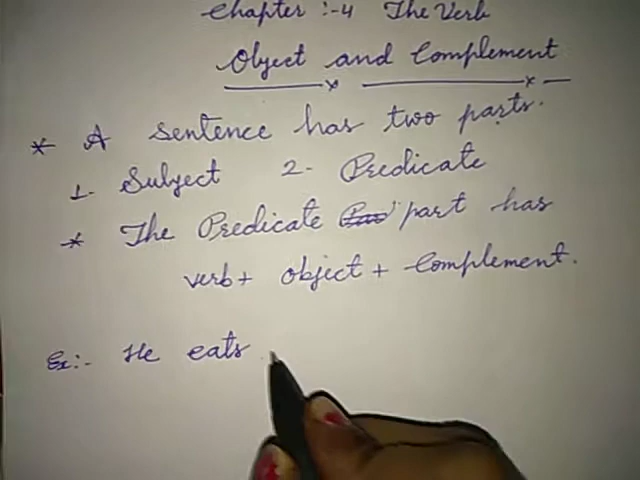 Chapter :-4 The Verb
Object and Complement
* A sentence has two parts.
1- Subject 2- Predicate
* The Predicate part has
verb + object + Complement.
Ex:- He eats